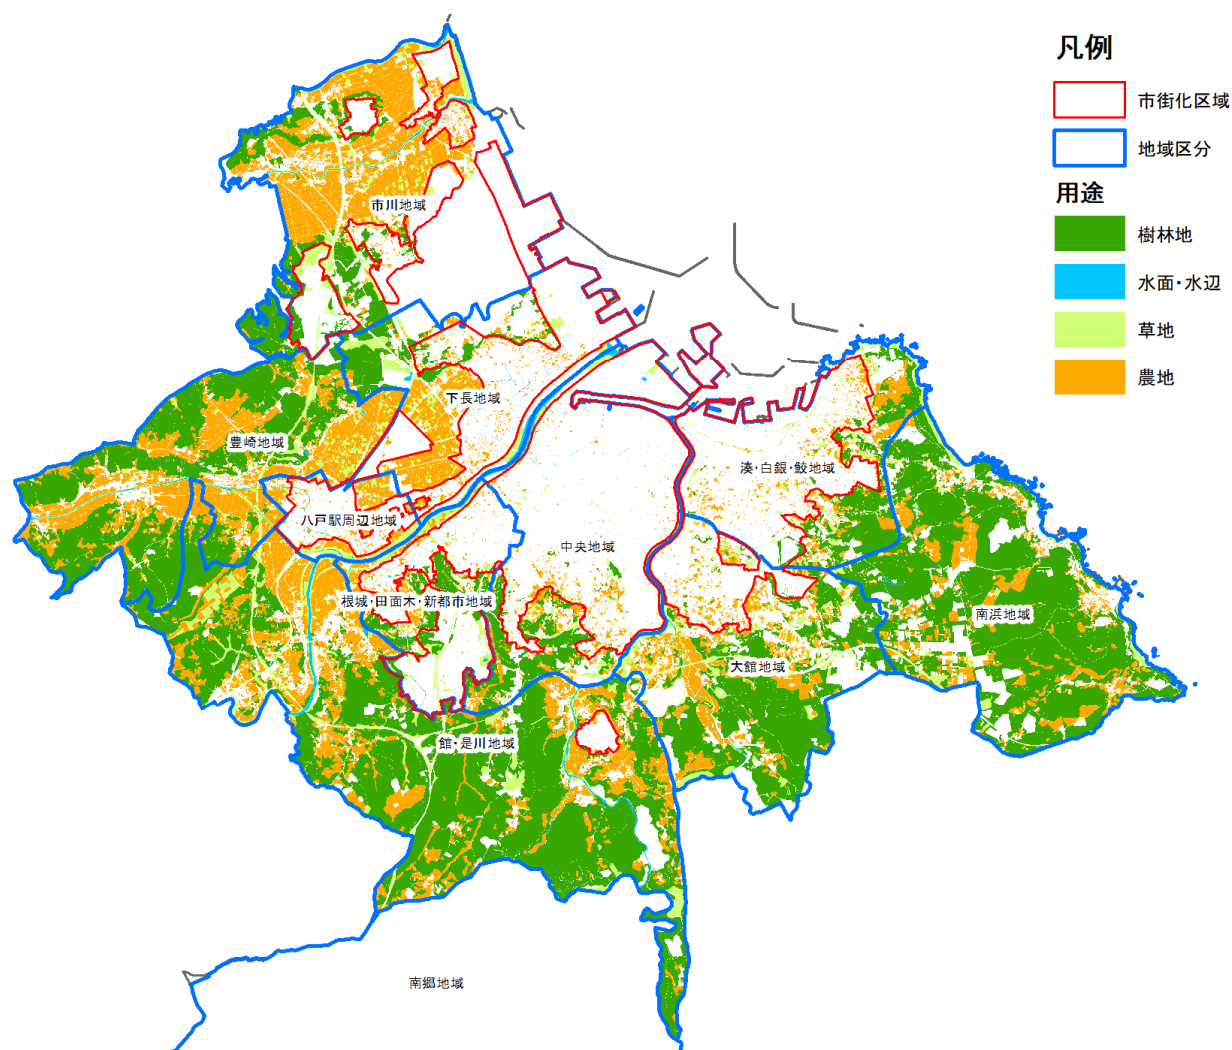 凡例
市街化区域
地域区分
用途
樹林地
水面・水辺
草地
農地
市川地域
下長地域
豊崎地域
湊・白銀・鮫地域
八戸駅周辺地域
中央地域
根城・田面木・新都市地域
南浜地域
大館地域
館・是川地域
南郷地域